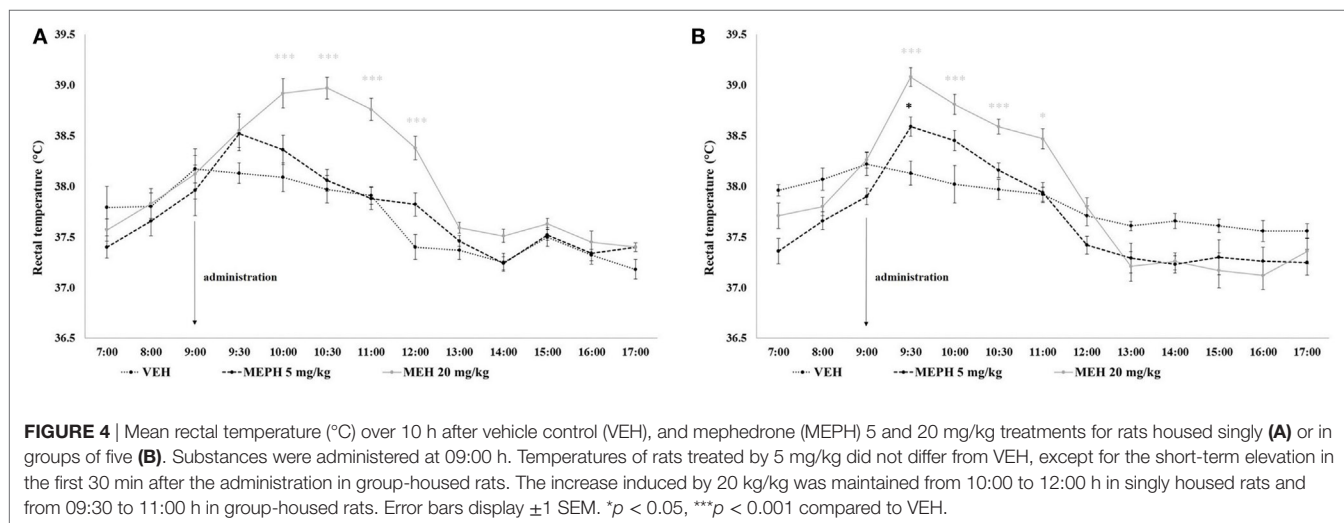 A
39.5
39.0
38.5
38.0
37.5
37.0
36.5
Rectal temperature (°C)
***
***
***
***
administration
7:00 8:00 9:00 9:30 10:00 10:30 11:00 12:00 13:00 14:00 15:00 16:00 17:00
VEH MEPH 5 mg/kg MEH 20 mg/kg
B
39.5
39.0
38.5
38.0
37.5
37.0
36.5
Rectal temperature (°C)
***
*
***
***
*
administration
7:00 8:00 9:00 9:30 10:00 10:30 11:00 12:00 13:00 14:00 15:00 16:00 17:00
VEH MEPH 5 mg/kg MEH 20 mg/kg
FIGURE 4 | Mean rectal temperature (°C) over 10 h after vehicle control (VEH), and mephedrone (MEPH) 5 and 20 mg/kg treatments for rats housed singly (A) or in
groups of five (B). Substances were administered at 09:00 h. Temperatures of rats treated by 5 mg/kg did not differ from VEH, except for the short-term elevation in
the first 30 min after the administration in group-housed rats. The increase induced by 20 kg/kg was maintained from 10:00 to 12:00 h in singly housed rats and
from 09:30 to 11:00 h in group-housed rats. Error bars display ±1 SEM. *p < 0.05, ***p < 0.001 compared to VEH.